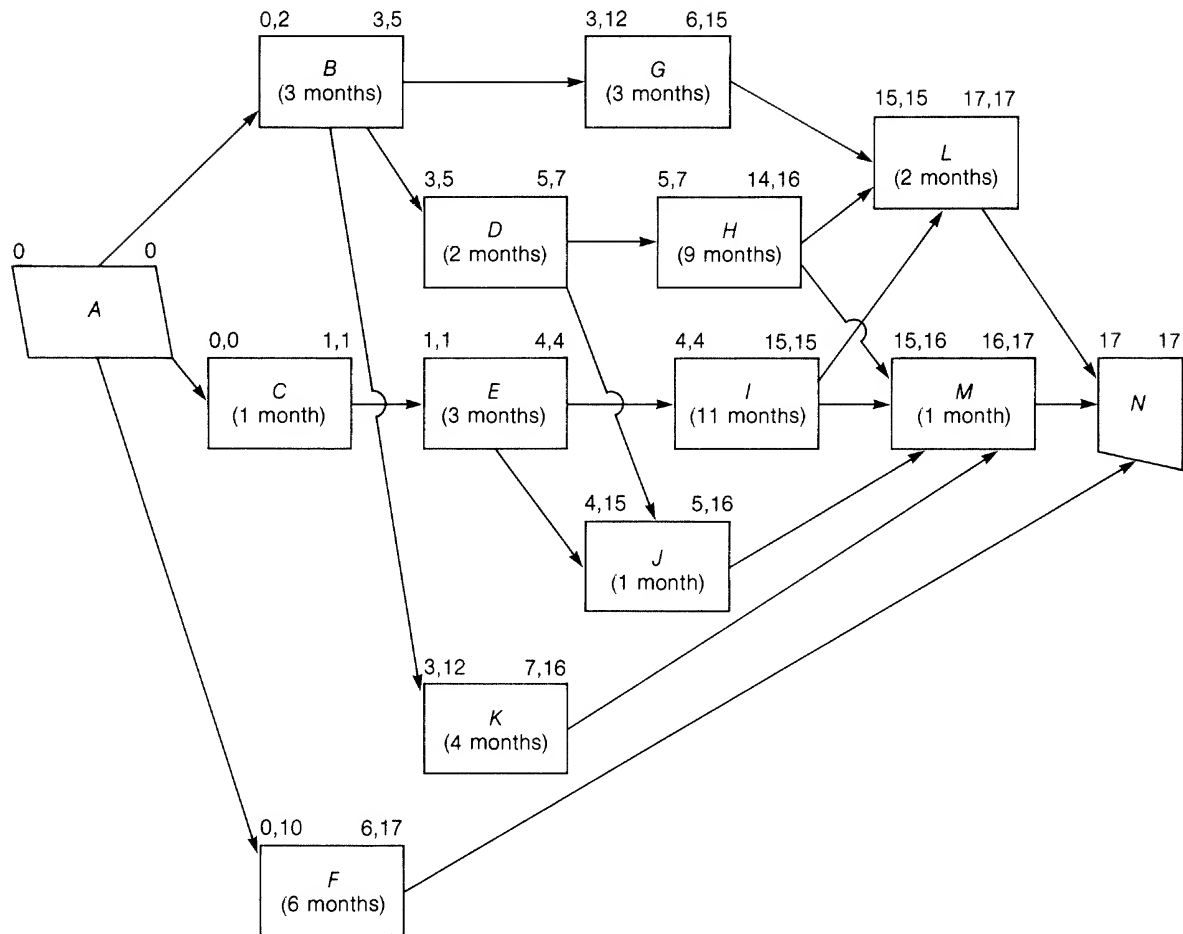 0,2 3,5
B
(3 months)
3,12 6,15
G
(3 months)
15,15 17,17
L
(2 months)
3,5 5,7
D
(2 months)
5,7 14,16
H
(9 months)
0 0
A
0,0 1,1
C
(1 month)
1,1 4,4
E
(3 months)
4,4 15,15
I
(11 months)
15,16 16,17
M
(1 month)
17 17
N
4,15 5,16
J
(1 month)
3,12 7,16
K
(4 months)
0,10 6,17
F
(6 months)